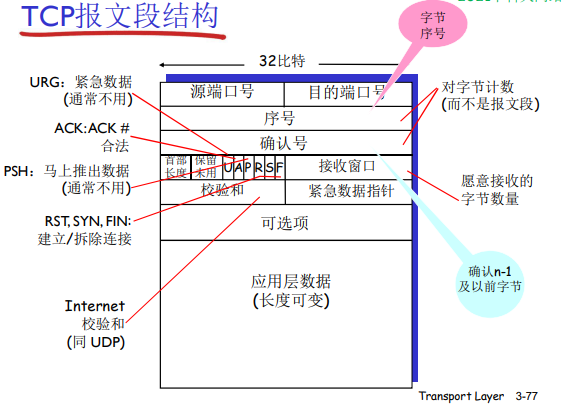 TCP报文段结构
字节
序号
32比特
源端口号
目的端口号
序号
确认号
首部
长度
保留
未用
U A P R S F
接收窗口
校验和
紧急数据指针
可选项
应用层数据
(长度可变)
URG：紧急数据
(通常不用)
ACK:ACK #
合法
PSH：马上推出数据
(通常不用)
RST, SYN, FIN:
建立/拆除连接
Internet
校验和
(同 UDP)
对字节计数
(而不是报文段)
愿意接收的
字节数量
确认n-1
及以前字节
Transport Layer 3-77